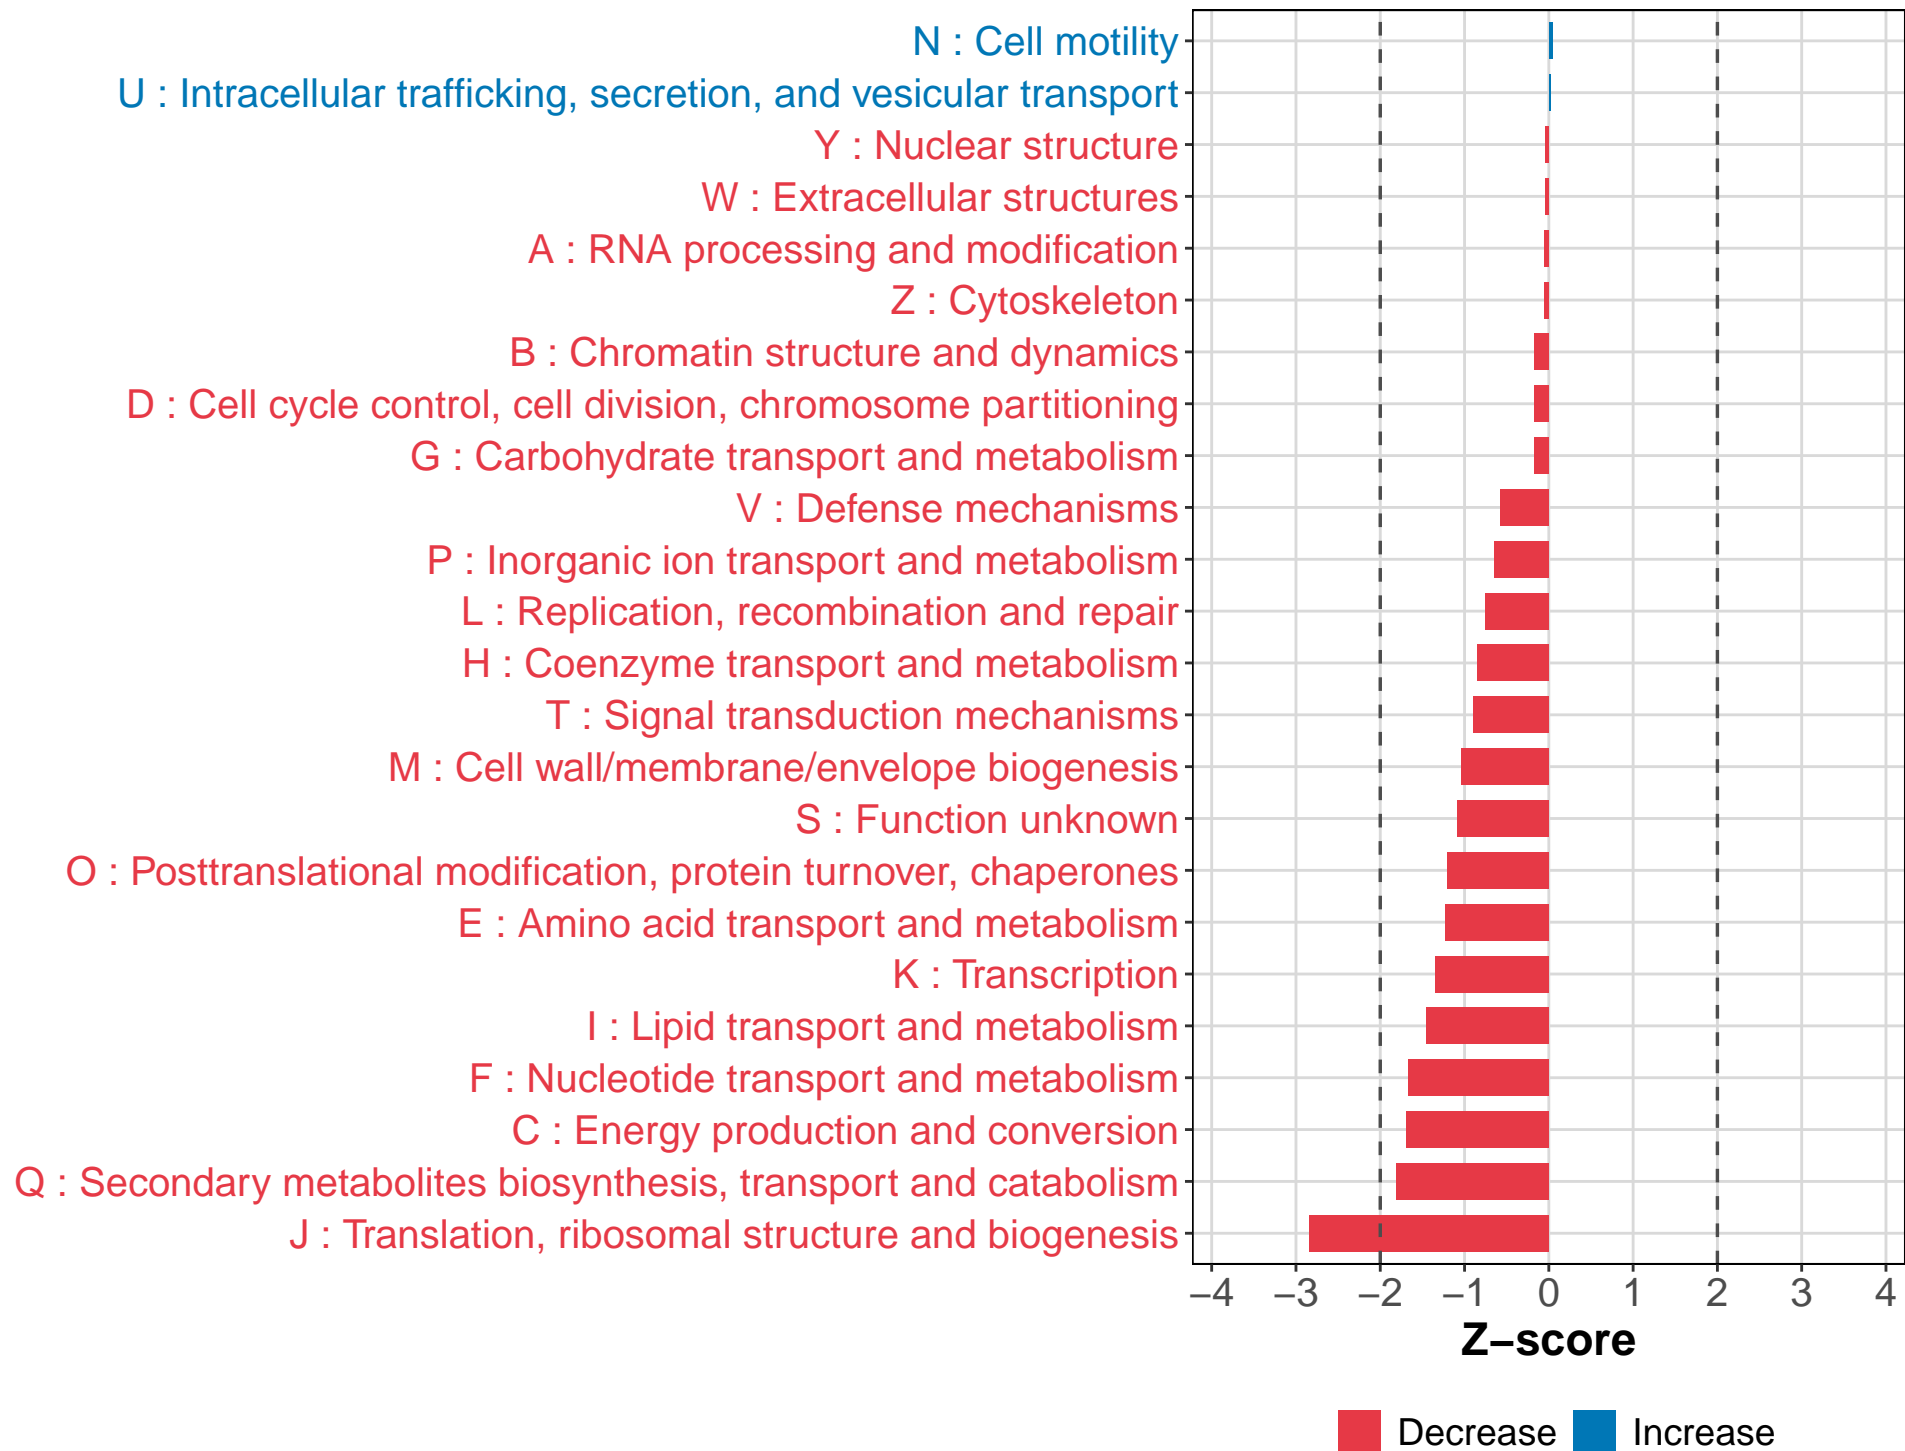 N : Cell motility
U : Intracellular trafficking, secretion, and vesicular transport
Y : Nuclear structure
W : Extracellular structures
A : RNA processing and modification
Z : Cytoskeleton
B : Chromatin structure and dynamics
D : Cell cycle control, cell division, chromosome partitioning
G : Carbohydrate transport and metabolism
V : Defense mechanisms
P : Inorganic ion transport and metabolism
L : Replication, recombination and repair
H : Coenzyme transport and metabolism
T : Signal transduction mechanisms
M : Cell wall/membrane/envelope biogenesis
S : Function unknown
O : Posttranslational modification, protein turnover, chaperones
E : Amino acid transport and metabolism
K : Transcription
I : Lipid transport and metabolism
F : Nucleotide transport and metabolism
C : Energy production and conversion
Q : Secondary metabolites biosynthesis, transport and catabolism
J : Translation, ribosomal structure and biogenesis
−4 −3 −2 −1 0 1 2 3 4
Z−score
Decrease Increase